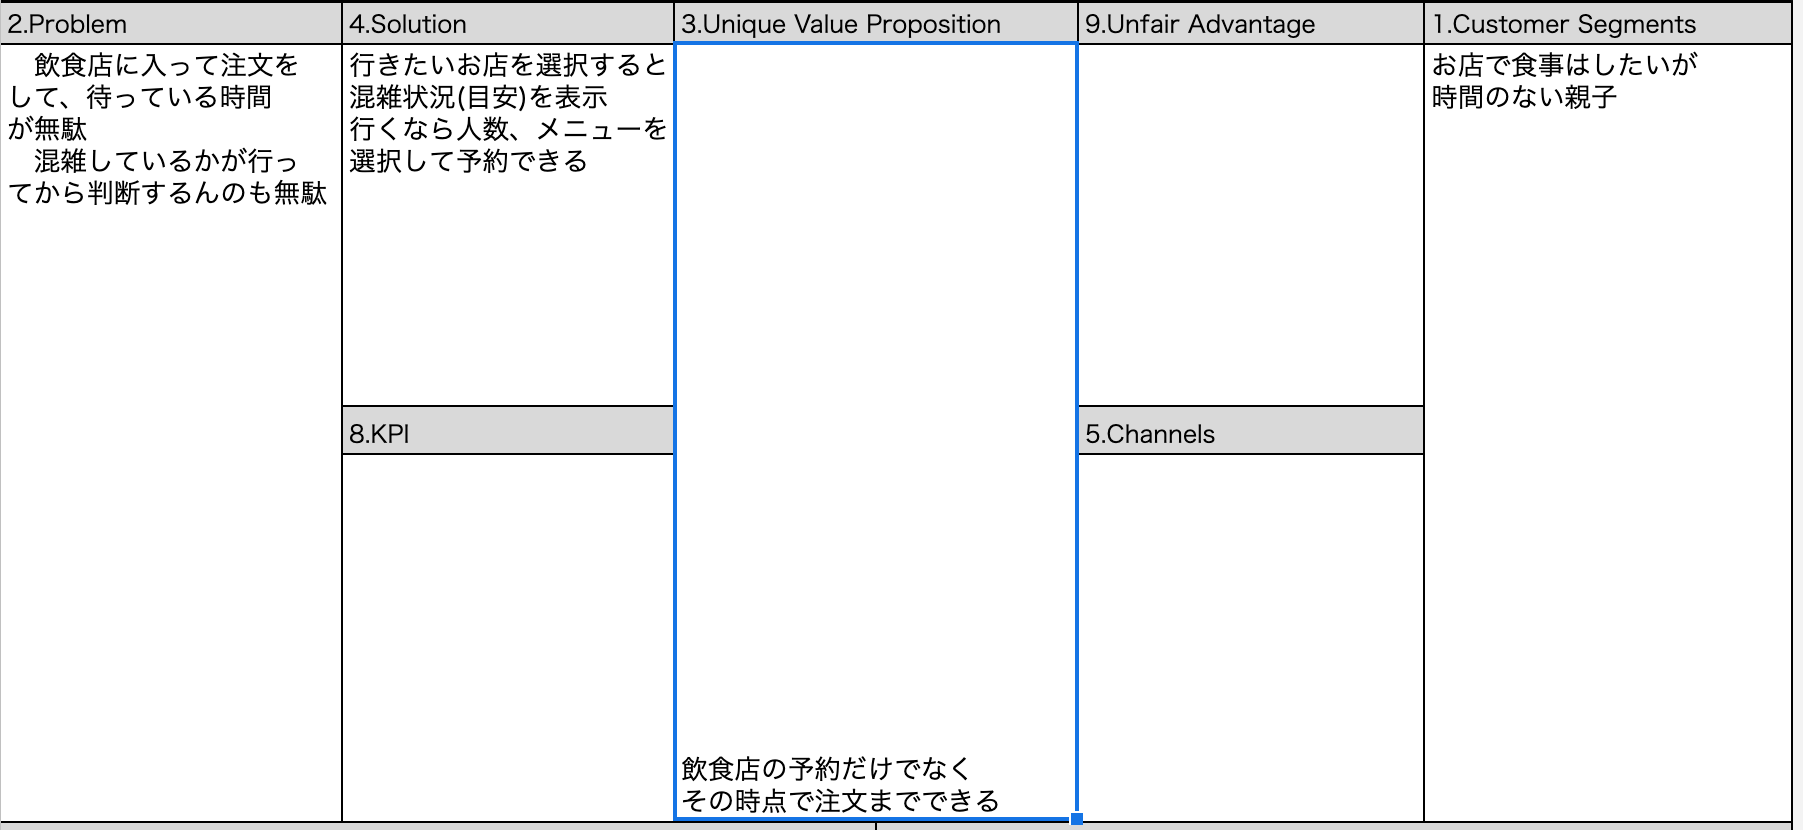 2.Problem
飲食店に入って注文を
して、待っている時間
が無駄
混雑しているかが行っ
てから判断するんのも無駄
4.Solution
行きたいお店を選択すると
混雑状況(目安)を表示
行くなら人数、メニューを
選択して予約できる
8.KPI
3.Unique Value Proposition
飲食店の予約だけでなく
その時点で注文までできる
9.Unfair Advantage
5.Channels
1.Customer Segments
お店で食事はしたいが
時間のない親子